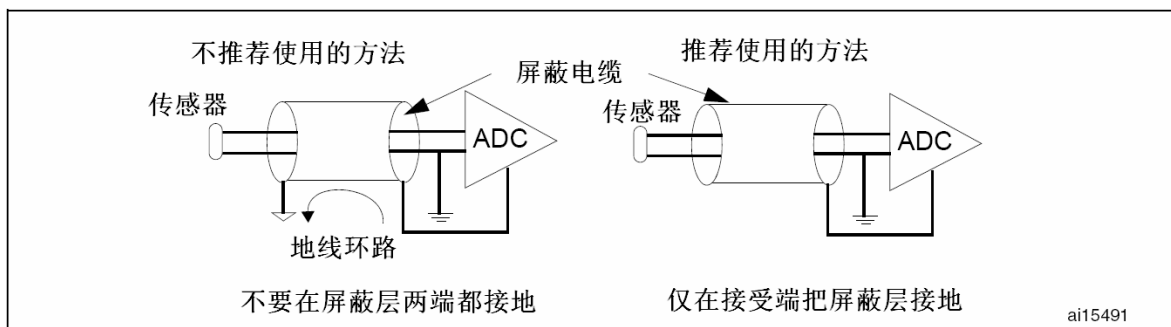 不推荐使用的方法
推荐使用的方法
屏蔽电缆
传感器
传感器
ADC
ADC
地线环路
不要在屏蔽层两端都接地
仅在接受端把屏蔽层接地
ai15491